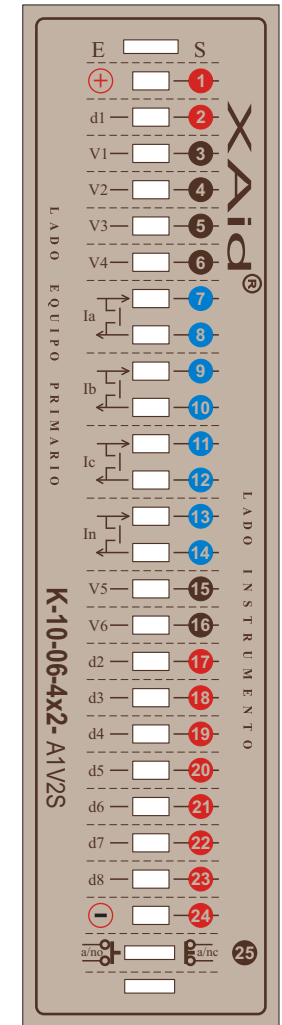 E S
+ 1
d1 2
V1 3
V2 4
V3 5
V4 6
Ia 7
8
Ib 9
10
Ic 11
12
In 13
14
V5 15
V6 16
d2 17
d3 18
d4 19
d5 20
d6 21
d7 22
d8 23
− 24
a/no a/nc 25
LADO EQUIPO PRIMARIO
K-10-06-4x2- A1V2S
XAid®
LADO INSTRUMENTO